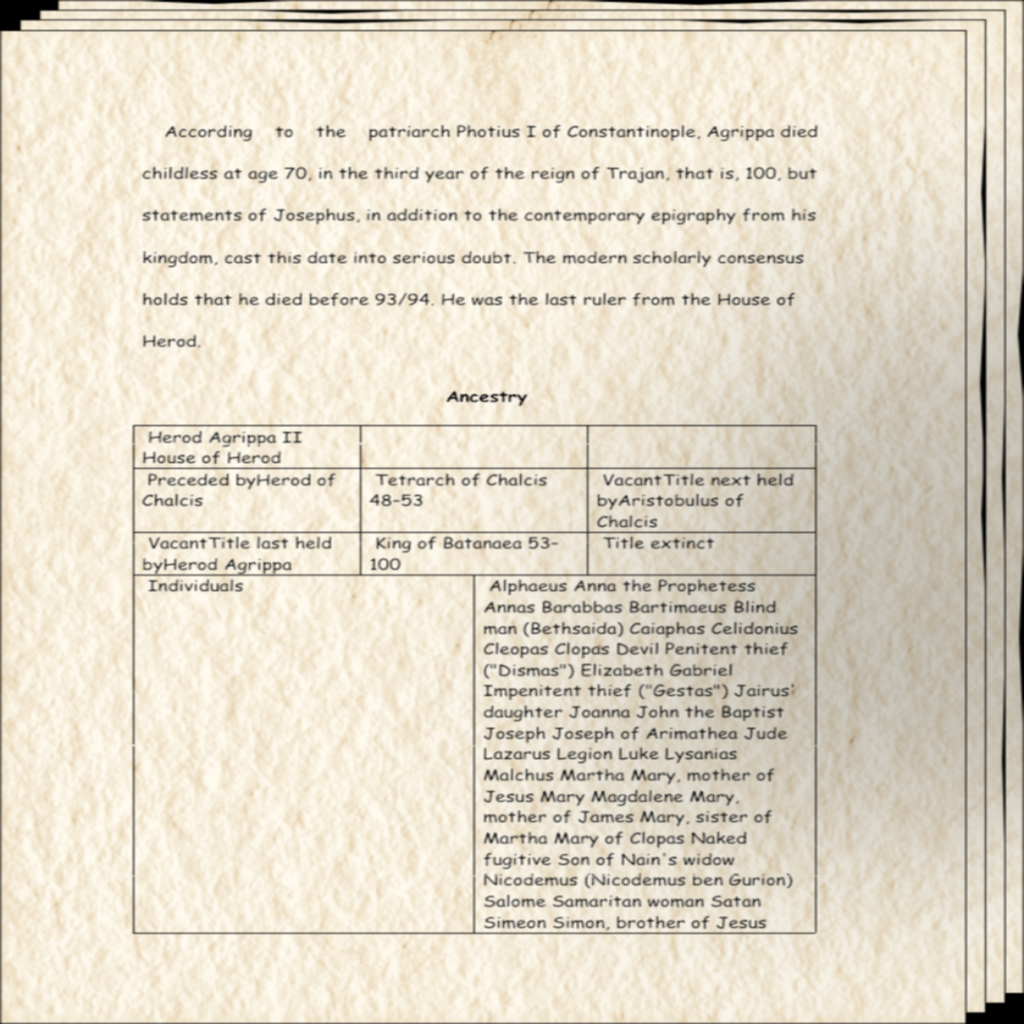 According to the patriarch Photius I of Constantinople, Agrippa died
childless at age 70, in the third year of the reign of Trajan, that is, 100, but
statements of Josephus, in addition to the contemporary epigraphy from his
kingdom, cast this date into serious doubt. The modern scholarly consensus
holds that he died before 93/94. He was the last ruler from the House of
Herod.
Ancestry
Herod Agrippa II
House of Herod
Preceded byHerod of
Chalcis
Tetrarch of Chalcis
48-53
VacantTitle next held
byAristobulus of
Chalcis
VacantTitle last held
byHerod Agrippa
King of Batanaea 53-
100
Title extinct
Individuals
Alphaeus Anna the Prophetess
Annas Barabbas Bartimaeus Blind
man (Bethsaida) Caiaphas Celidonius
Cleopas Clopas Devil Penitent thief
("Dismas") Elizabeth Gabriel
Impenitent thief ("Gestas") Jairus'
daughter Joanna John the Baptist
Joseph Joseph of Arimathea Jude
Lazarus Legion Luke Lysanias
Malchus Martha Mary, mother of
Jesus Mary Magdalene Mary,
mother of James Mary, sister of
Martha Mary of Clopas Naked
fugitive Son of Nain's widow
Nicodemus (Nicodemus ben Gurion)
Salome Samaritan woman Satan
Simeon Simon, brother of Jesus